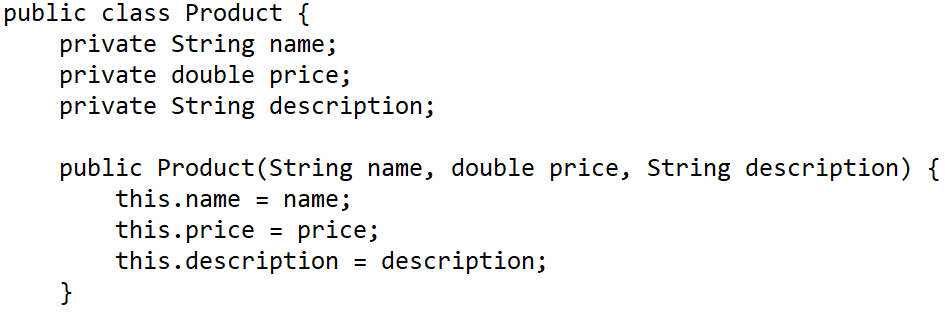 public class Product {
    private String name;
    private double price;
    private String description;

    public Product(String name, double price, String description) {
        this.name = name;
        this.price = price;
        this.description = description;
    }